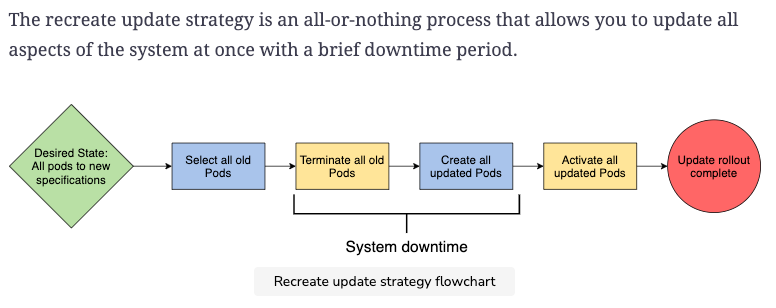 The recreate update strategy is an all-or-nothing process that allows you to update all
aspects of the system at once with a brief downtime period.
Desired State:
All pods to new
specifications
Select all old
Pods
Terminate all old
Pods
Create all
updated Pods
Activate all
updated Pods
Update rollout
complete
System downtime
Recreate update strategy flowchart